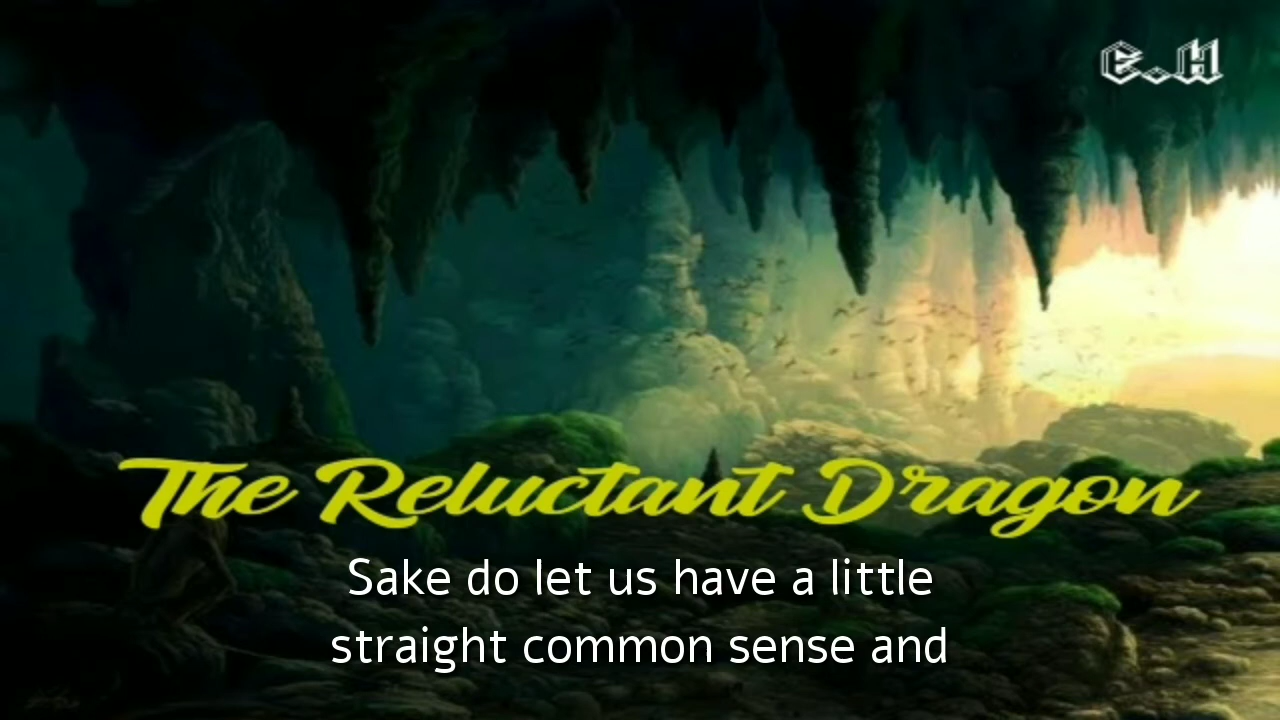 E.H
The Reluctant Dragon
Sake do let us have a little
straight common sense and